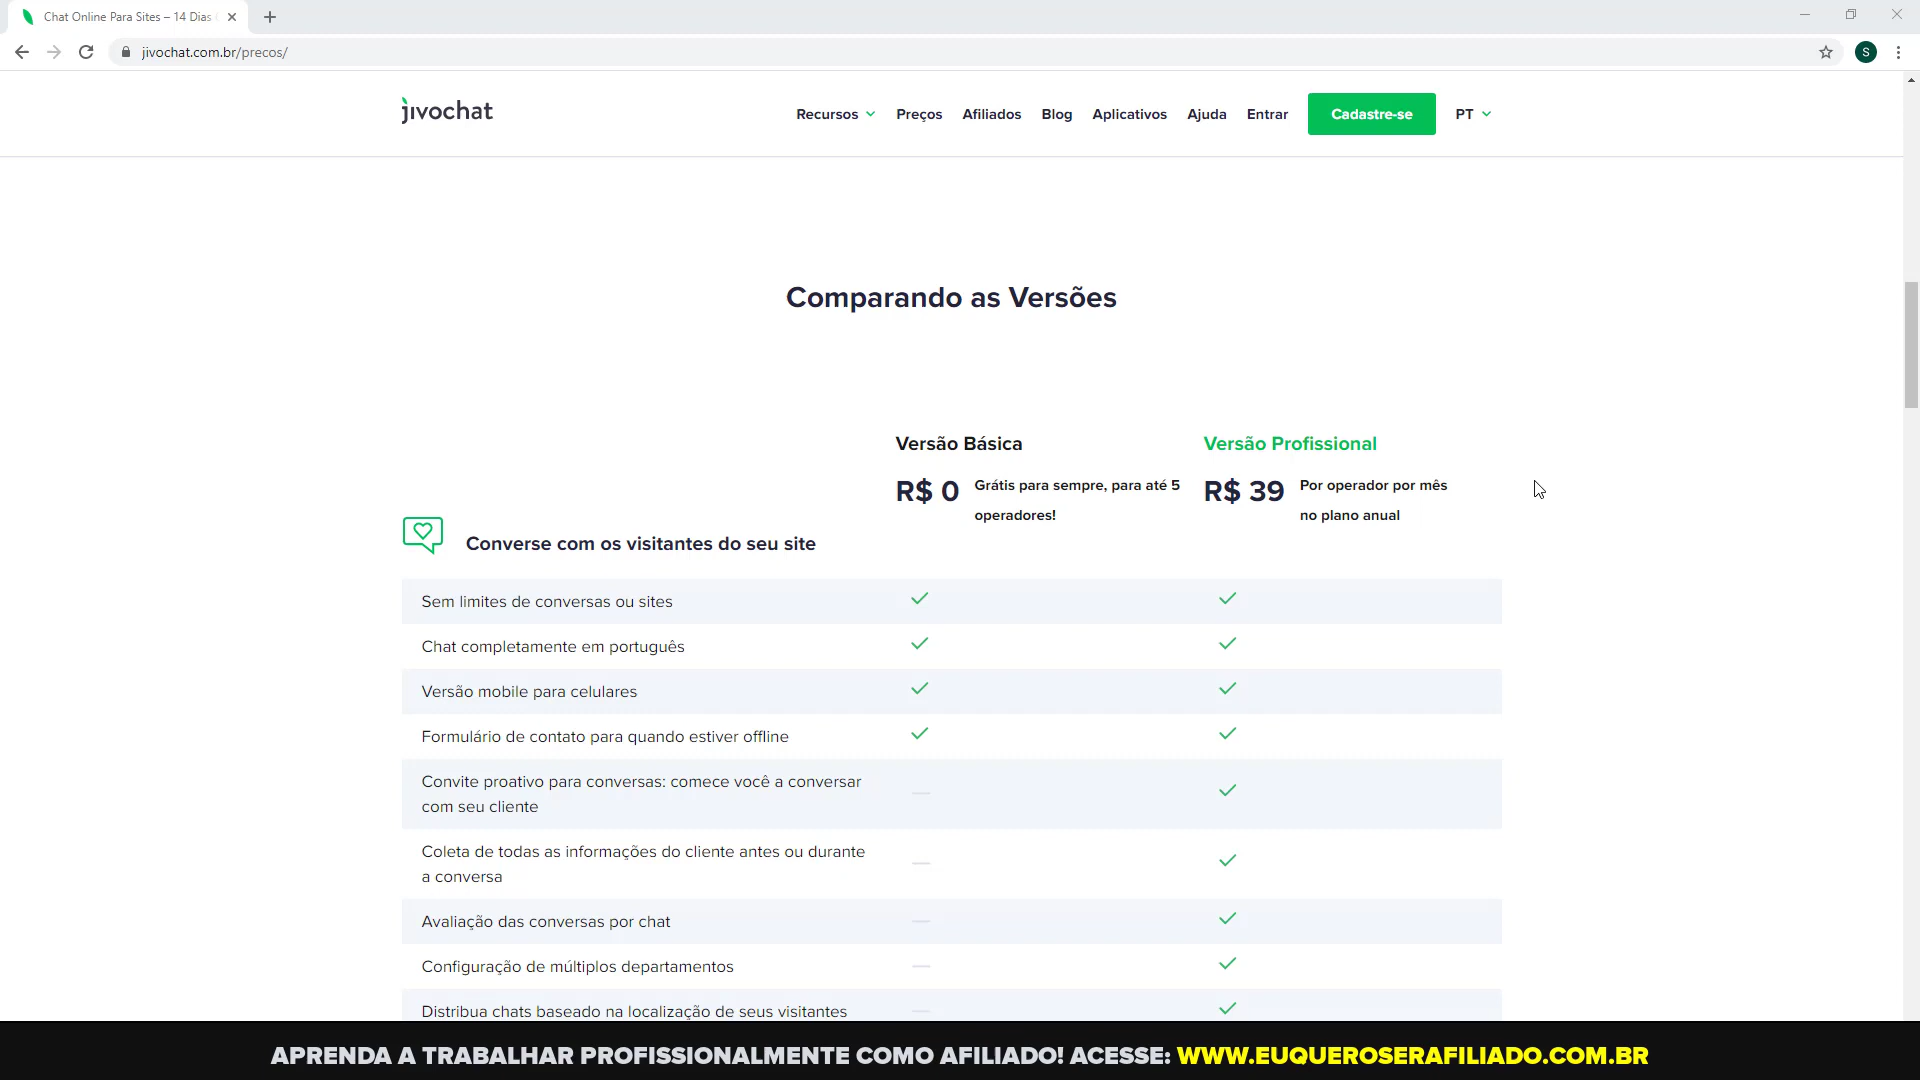 Chat Online Para Sites – 14 Dias
jivochat.com.br/precos/
S
jivochat
Recursos Preços Afiliados Blog Aplicativos Ajuda Entrar Cadastre-se PT
Comparando as Versões
Versão Básica
Versão Profissional
R$ 0 Grátis para sempre, para até 5
operadores!
R$ 39 Por operador por mês
no plano anual
Converse com os visitantes do seu site
Sem limites de conversas ou sites
Chat completamente em português
Versão mobile para celulares
Formulário de contato para quando estiver offline
Convite proativo para conversas: comece você a conversar
com seu cliente
Coleta de todas as informações do cliente antes ou durante
a conversa
Avaliação das conversas por chat
Configuração de múltiplos departamentos
Distribua chats baseado na localização de seus visitantes
APRENDA A TRABALHAR PROFISSIONALMENTE COMO AFILIADO! ACESSE: WWW.EUQUEROSERAFILIADO.COM.BR